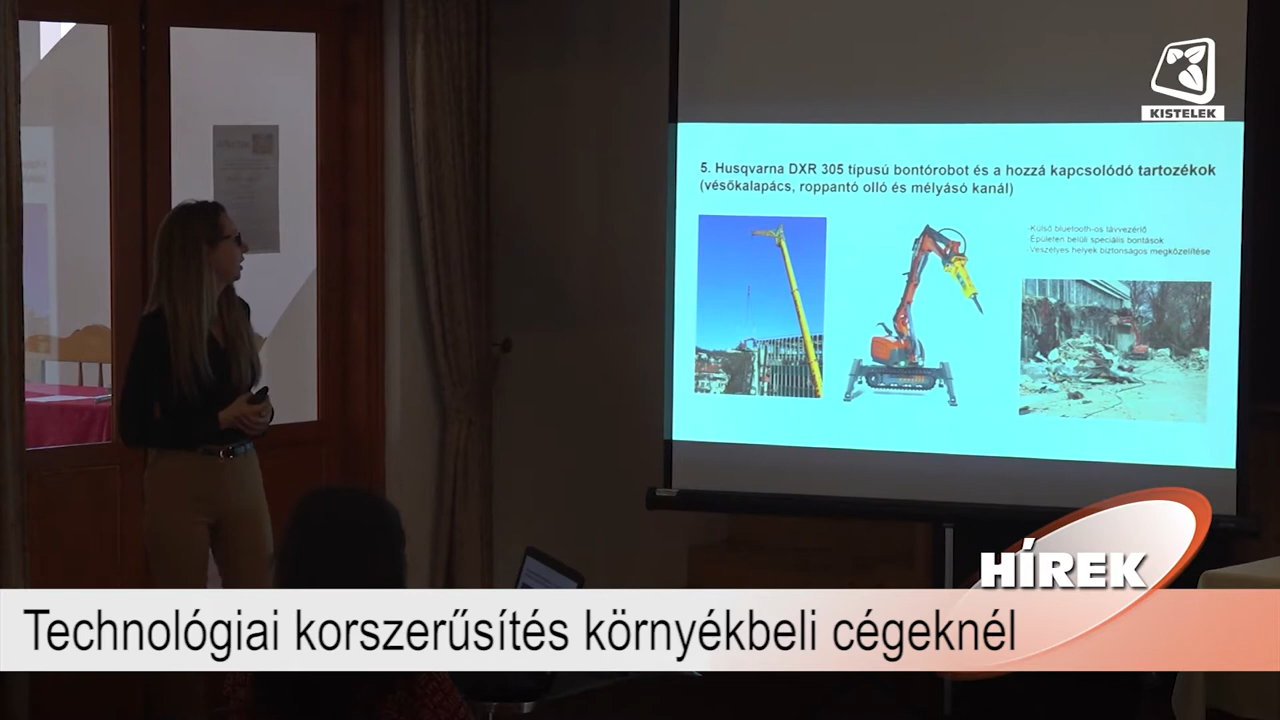 KISTELEK
5. Husqvarna DXR 305 típusú bontórobot és a hozzá kapcsolódó tartozékok
(vésőkalapács, roppantó olló és mélyásó kanál)
-Külső bluetooth-os távvezérlő
Épületen belüli speciális bontások
Veszélyes helyek biztonságos megközelítése
HÍREK
Technológiai korszerűsítés környékbeli cégeknél